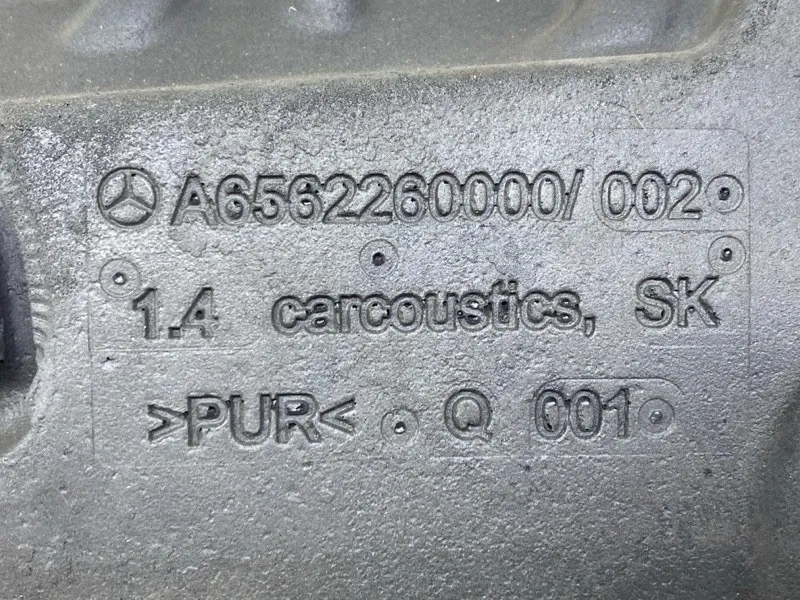 A6562260000/002
1.4 carcoustics, SK
>PUR< Q 001